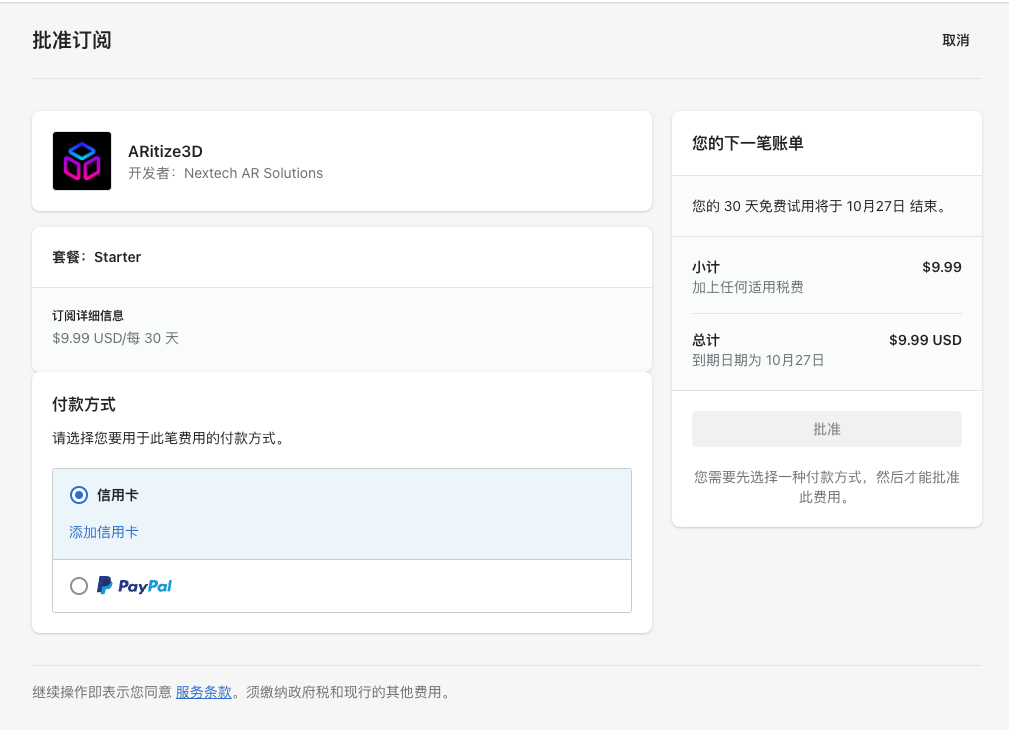 批准订阅
取消
ARitize3D
开发者：Nextech AR Solutions
套餐：Starter
订阅详细信息
$9.99 USD/每 30 天
付款方式
请选择您要用于此笔费用的付款方式。
信用卡
添加信用卡
PayPal
您的下一笔账单
您的 30 天免费试用将于 10月27日 结束。
小计 $9.99
加上任何适用税费
总计 $9.99 USD
到期日期为 10月27日
批准
您需要先选择一种付款方式，然后才能批准
此费用。
继续操作即表示您同意 服务条款。须缴纳政府税和现行的其他费用。